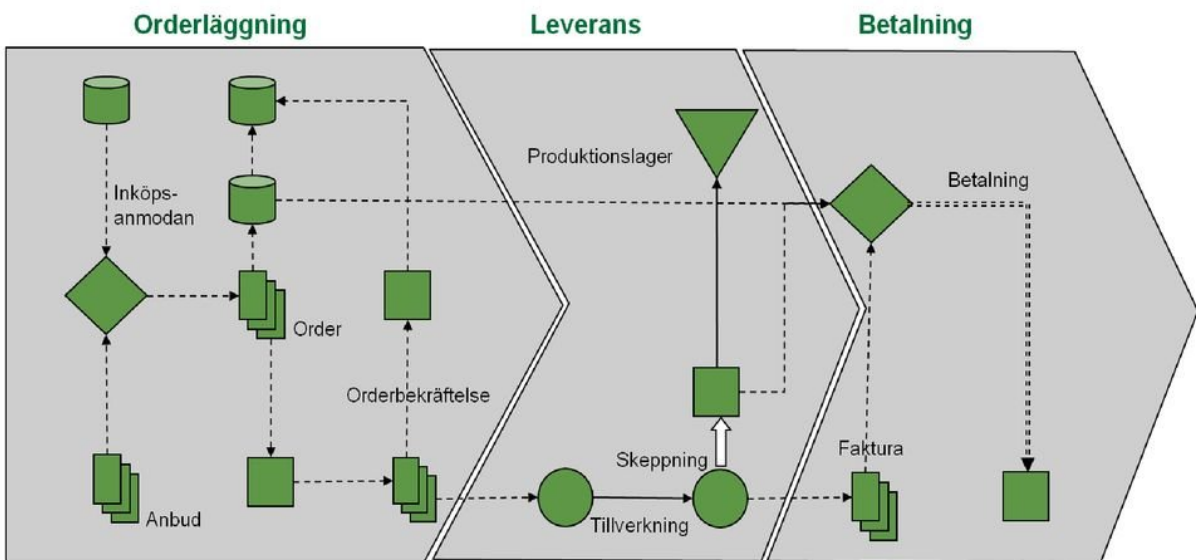 Orderläggning
Leverans
Betalning
Produktionslager
Betalning
Inköps-
anmodan
Order
Orderbekräftelse
Skeppning
Faktura
Anbud
Tillverkning